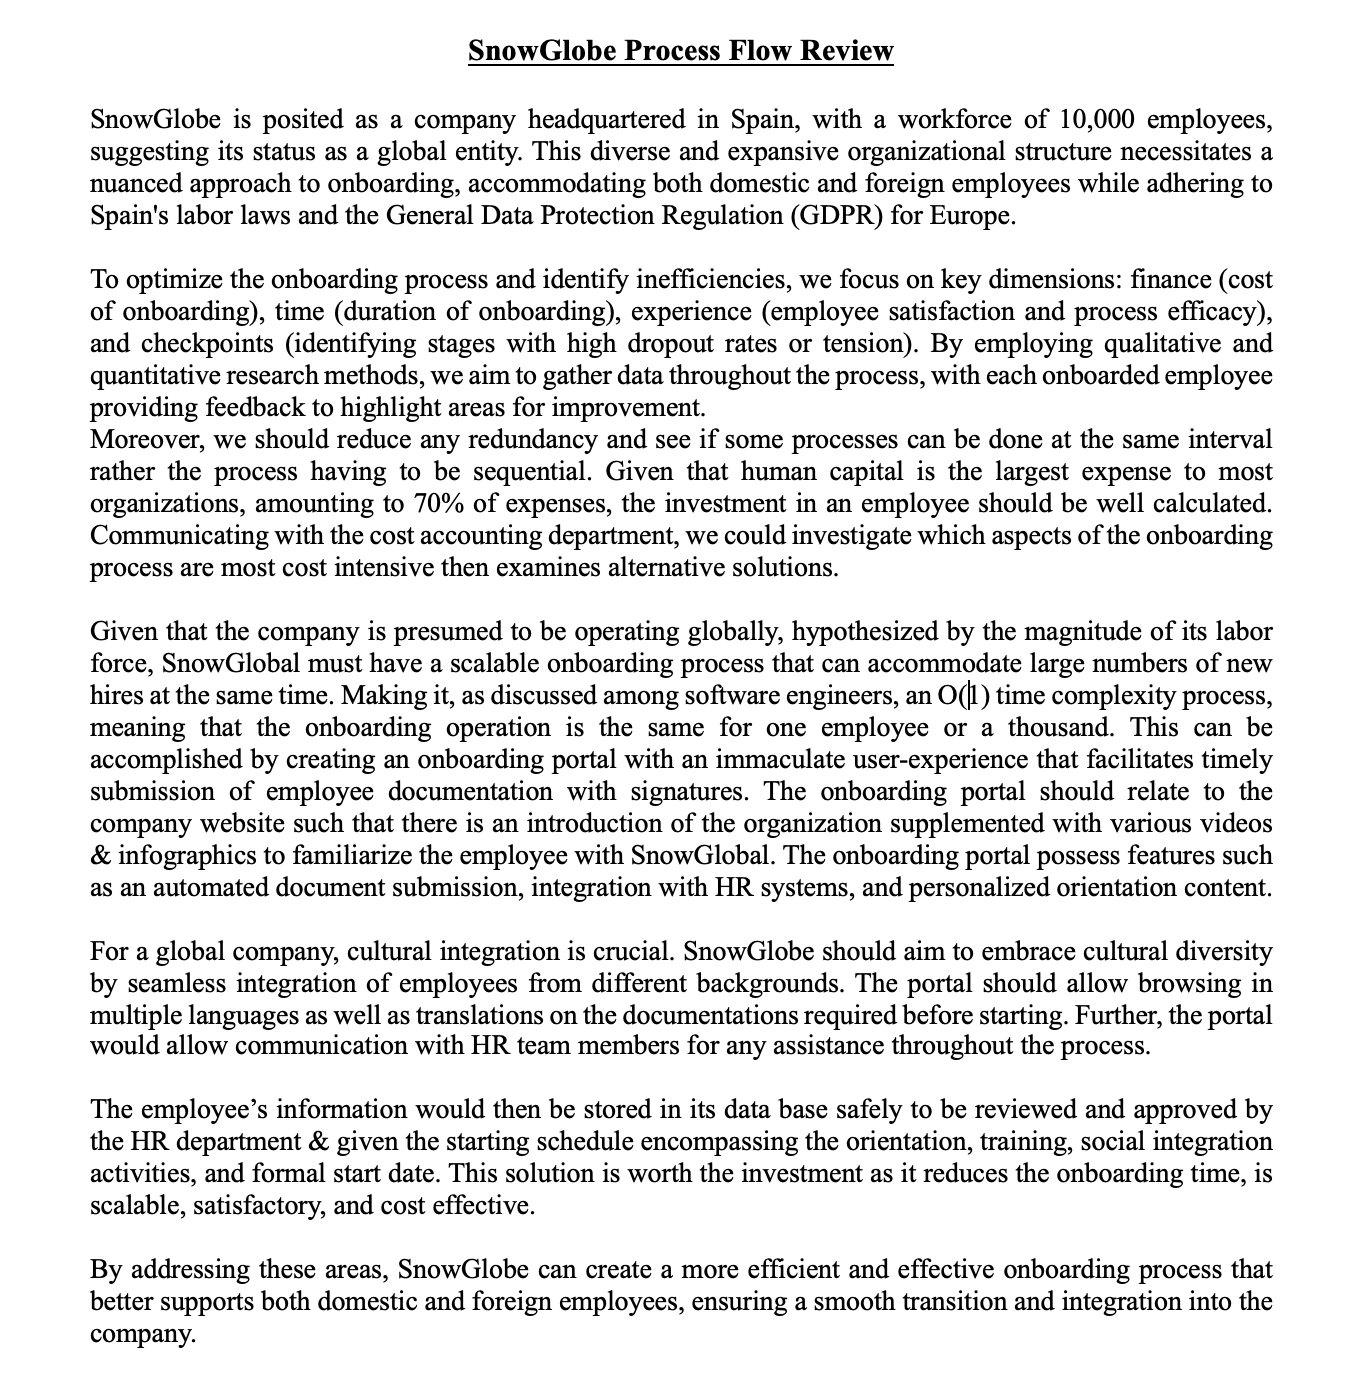 SnowGlobe Process Flow Review
SnowGlobe is posited as a company headquartered in Spain, with a workforce of 10,000 employees,
suggesting its status as a global entity. This diverse and expansive organizational structure necessitates a
nuanced approach to onboarding, accommodating both domestic and foreign employees while adhering to
Spain's labor laws and the General Data Protection Regulation (GDPR) for Europe.
To optimize the onboarding process and identify inefficiencies, we focus on key dimensions: finance (cost
of onboarding), time (duration of onboarding), experience (employee satisfaction and process efficacy),
and checkpoints (identifying stages with high dropout rates or tension). By employing qualitative and
quantitative research methods, we aim to gather data throughout the process, with each onboarded employee
providing feedback to highlight areas for improvement.
Moreover, we should reduce any redundancy and see if some processes can be done at the same interval
rather the process having to be sequential. Given that human capital is the largest expense to most
organizations, amounting to 70% of expenses, the investment in an employee should be well calculated.
Communicating with the cost accounting department, we could investigate which aspects of the onboarding
process are most cost intensive then examines alternative solutions.
Given that the company is presumed to be operating globally, hypothesized by the magnitude of its labor
force, SnowGlobal must have a scalable onboarding process that can accommodate large numbers of new
hires at the same time. Making it, as discussed among software engineers, an O(1) time complexity process,
meaning that the onboarding operation is the same for one employee or a thousand. This can be
accomplished by creating an onboarding portal with an immaculate user-experience that facilitates timely
submission of employee documentation with signatures. The onboarding portal should relate to the
company website such that there is an introduction of the organization supplemented with various videos
& infographics to familiarize the employee with SnowGlobal. The onboarding portal possess features such
as an automated document submission, integration with HR systems, and personalized orientation content.
For a global company, cultural integration is crucial. SnowGlobe should aim to embrace cultural diversity
by seamless integration of employees from different backgrounds. The portal should allow browsing in
multiple languages as well as translations on the documentations required before starting. Further, the portal
would allow communication with HR team members for any assistance throughout the process.
The employee’s information would then be stored in its data base safely to be reviewed and approved by
the HR department & given the starting schedule encompassing the orientation, training, social integration
activities, and formal start date. This solution is worth the investment as it reduces the onboarding time, is
scalable, satisfactory, and cost effective.
By addressing these areas, SnowGlobe can create a more efficient and effective onboarding process that
better supports both domestic and foreign employees, ensuring a smooth transition and integration into the
company.